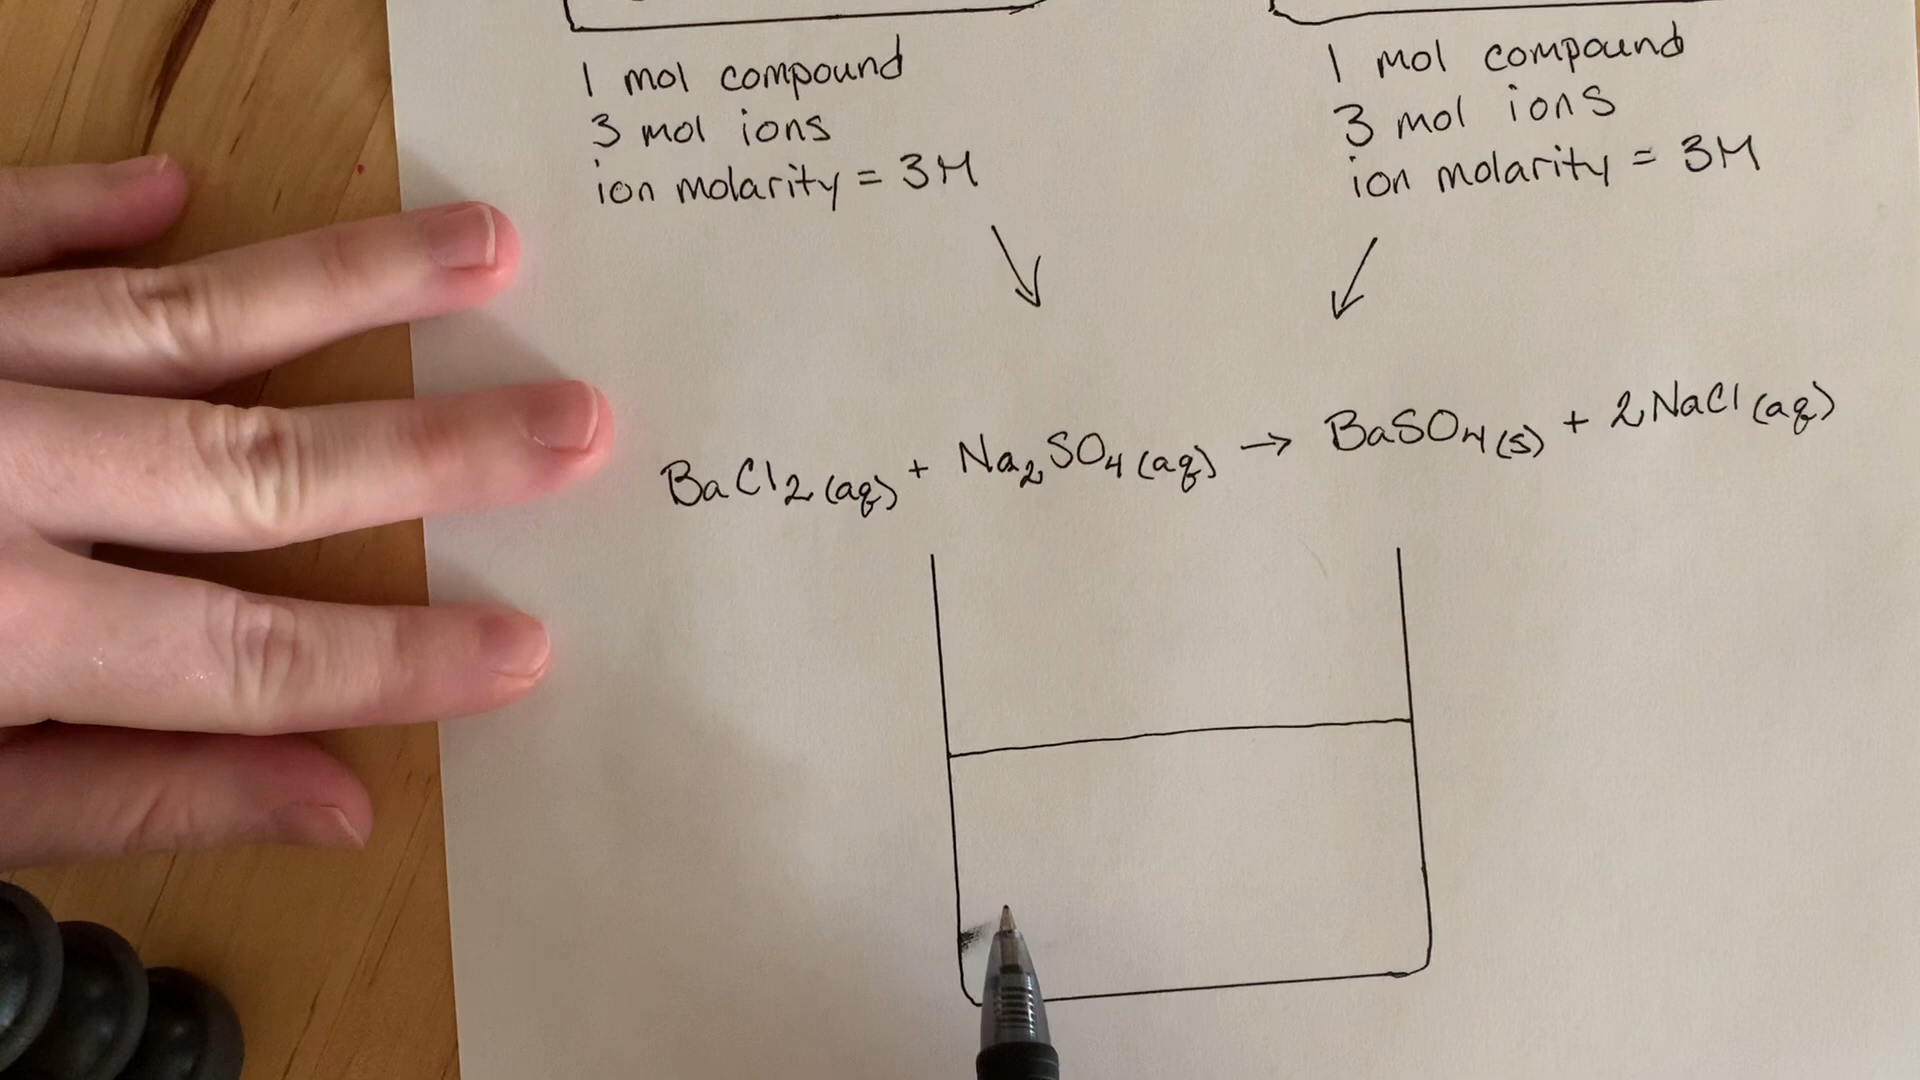 1 mol compound
3 mol ions
ion molarity = 3M
1 mol compound
3 mol ions
ion molarity = 3M
BaCl2(aq) + Na2SO4(aq) → BaSO4(s) + 2NaCl(aq)